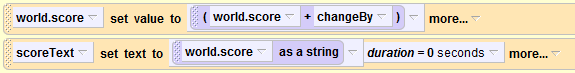 world.score set value to ( world.score + changeBy ) more...
scoreText set text to world.score as a string duration = 0 seconds more...